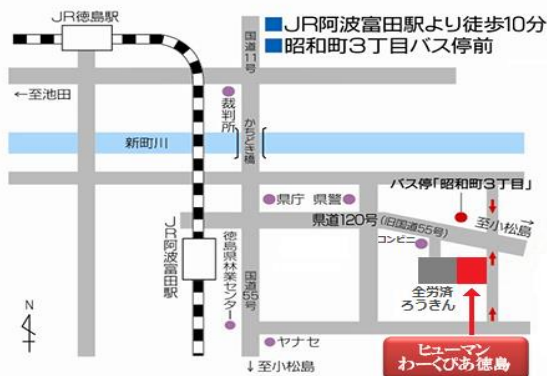 JR徳島駅
■JR阿波富田駅より徒歩10分
■昭和町3丁目バス停前
国道11号
←至池田
裁判所
かちどき橋
新町川
バス停「昭和町3丁目」
県庁 県警
県道120号(旧国道55号)
至小松島→
コンビニ
JR阿波富田駅
徳島県林業センター
国道55号
全労済
ろうきん
N
ヤナセ
↓至小松島
ヒューマン
わーくぴあ徳島